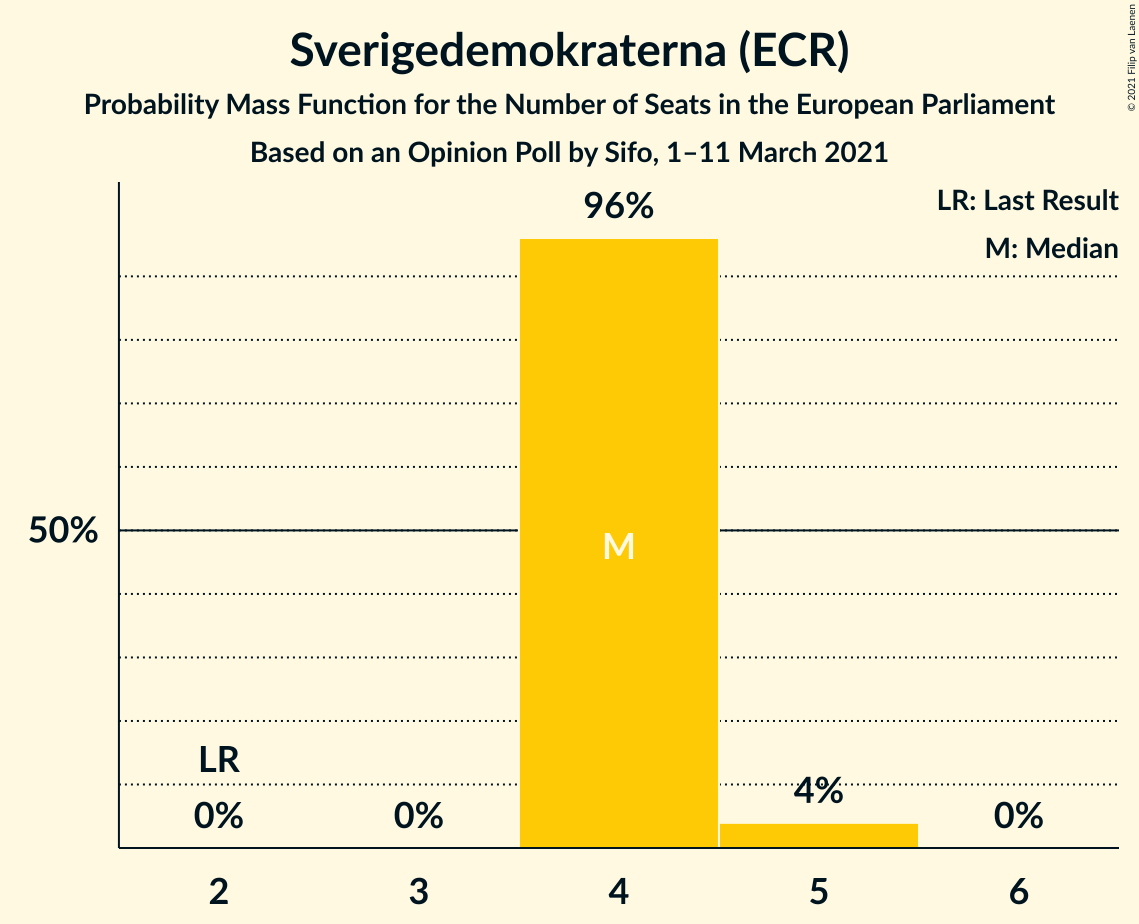 Sverigedemokraterna (ECR)
Probability Mass Function for the Number of Seats in the European Parliament
Based on an Opinion Poll by Sifo, 1–11 March 2021
© 2021 Filip van Laenen
LR: Last Result
M: Median
96%
50%
M
LR
0%
0%
4%
0%
2
3
4
5
6